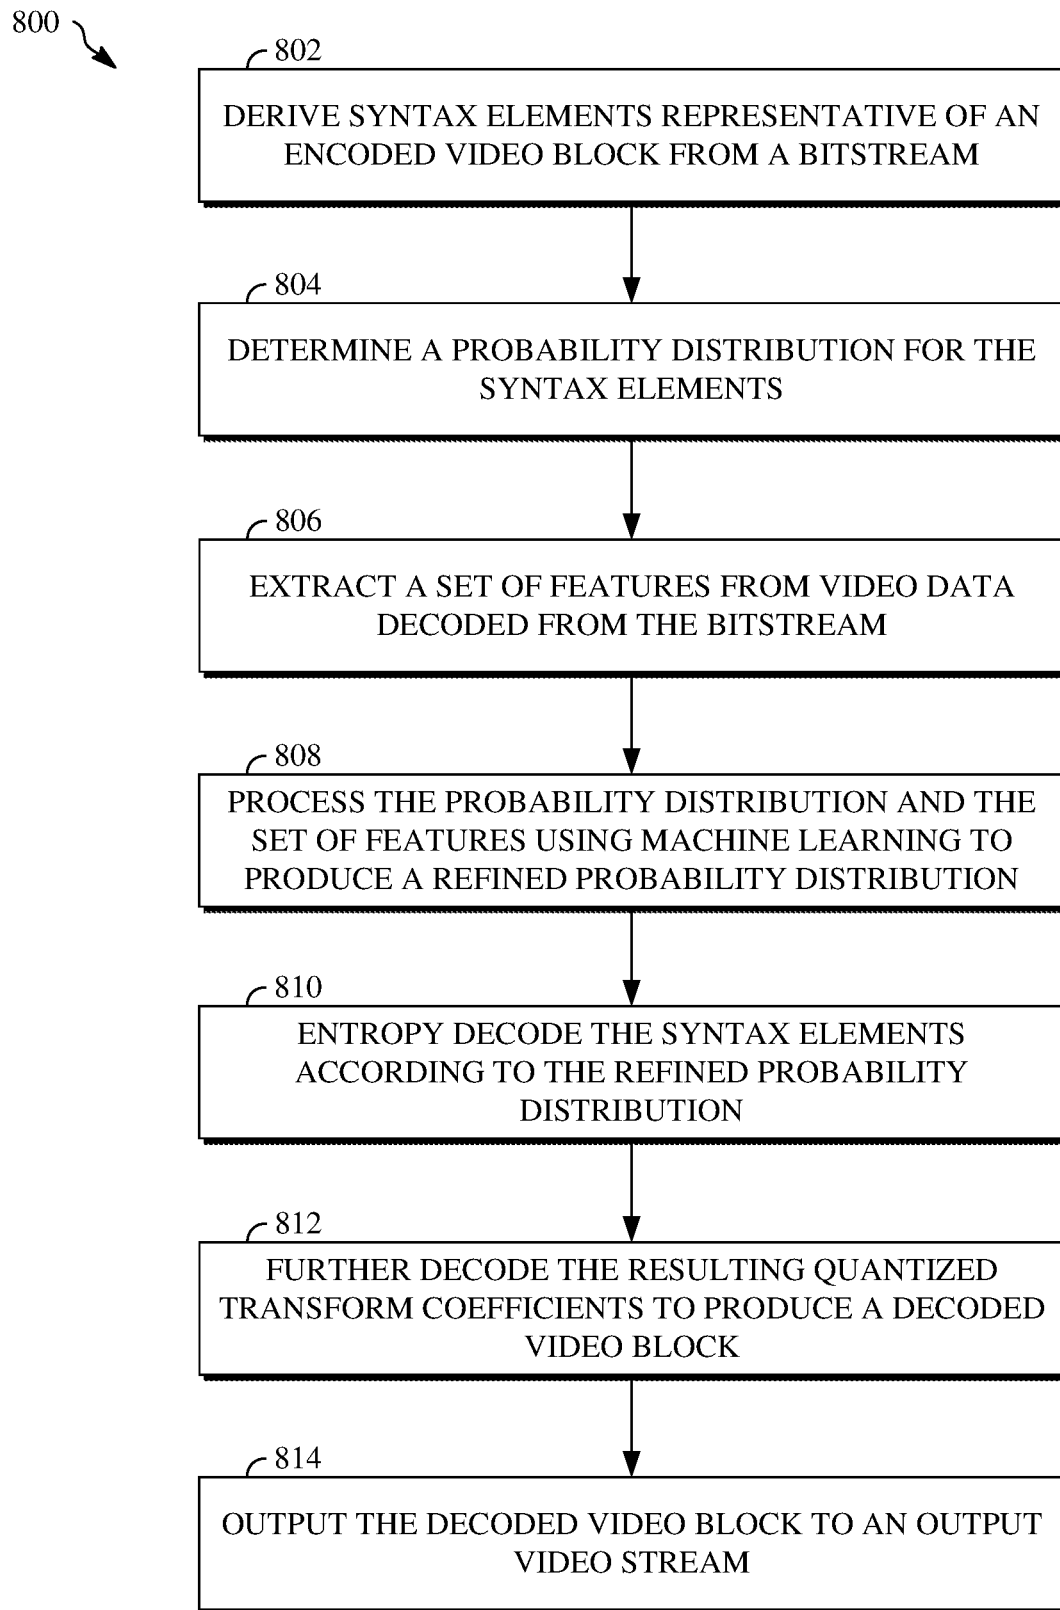 800
802
DERIVE SYNTAX ELEMENTS REPRESENTATIVE OF AN
ENCODED VIDEO BLOCK FROM A BITSTREAM
804
DETERMINE A PROBABILITY DISTRIBUTION FOR THE
SYNTAX ELEMENTS
806
EXTRACT A SET OF FEATURES FROM VIDEO DATA
DECODED FROM THE BITSTREAM
808
PROCESS THE PROBABILITY DISTRIBUTION AND THE
SET OF FEATURES USING MACHINE LEARNING TO
PRODUCE A REFINED PROBABILITY DISTRIBUTION
810
ENTROPY DECODE THE SYNTAX ELEMENTS
ACCORDING TO THE REFINED PROBABILITY
DISTRIBUTION
812
FURTHER DECODE THE RESULTING QUANTIZED
TRANSFORM COEFFICIENTS TO PRODUCE A DECODED
VIDEO BLOCK
814
OUTPUT THE DECODED VIDEO BLOCK TO AN OUTPUT
VIDEO STREAM